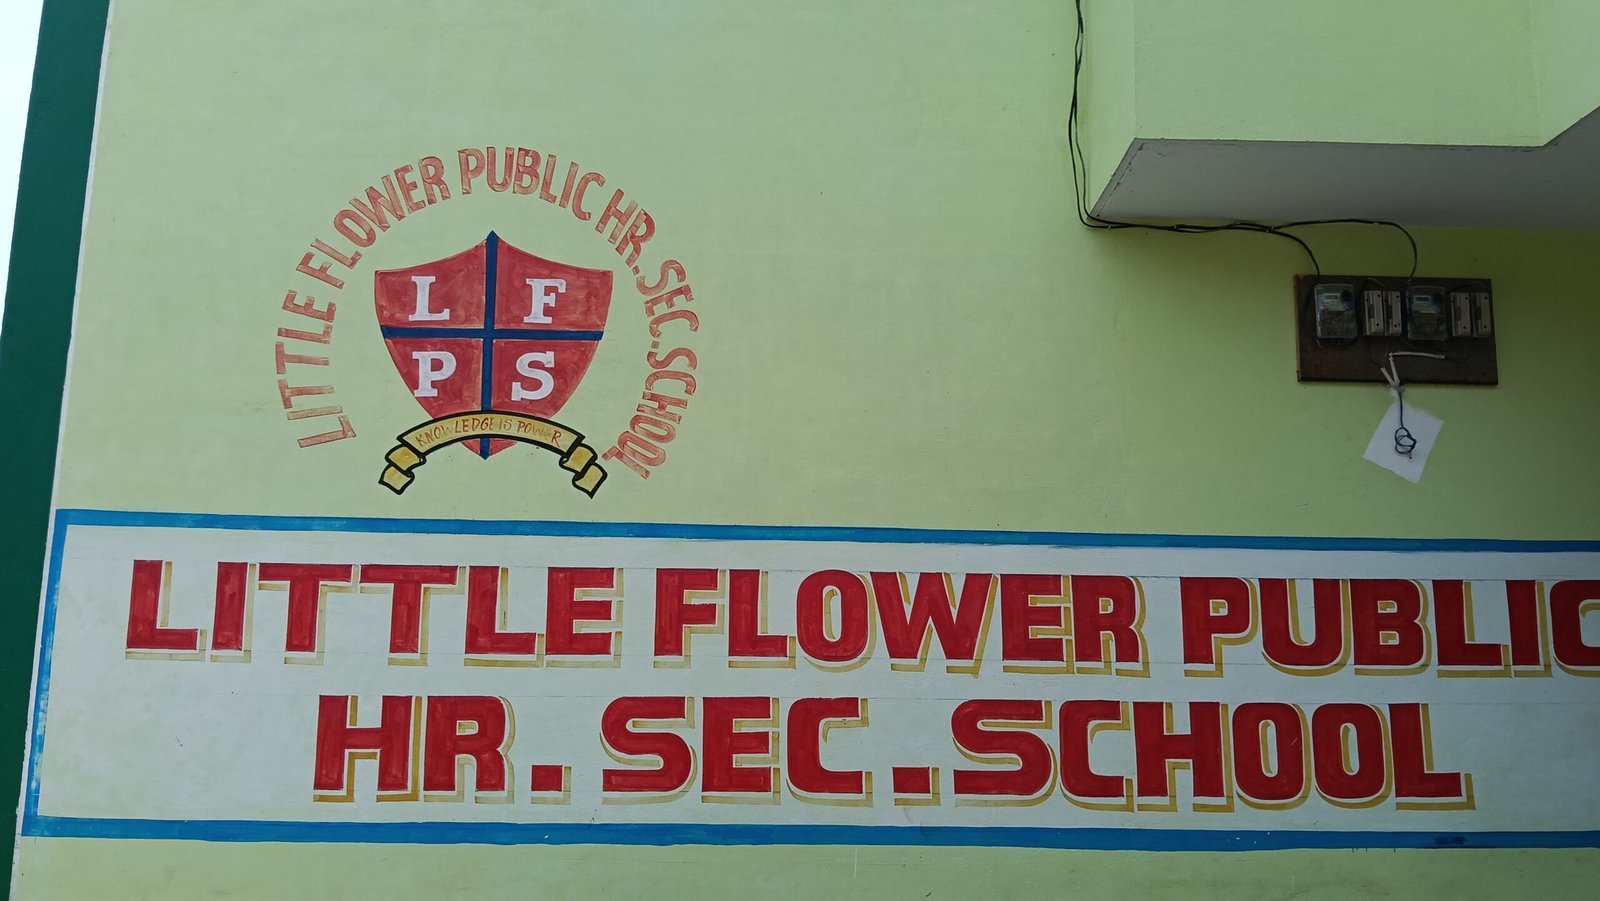 LITTLE FLOWER PUBLIC HR. SEC. SCHOOL
L F
P S
KNOWLEDGE IS POWER
LITTLE FLOWER PUBLIC
HR. SEC. SCHOOL